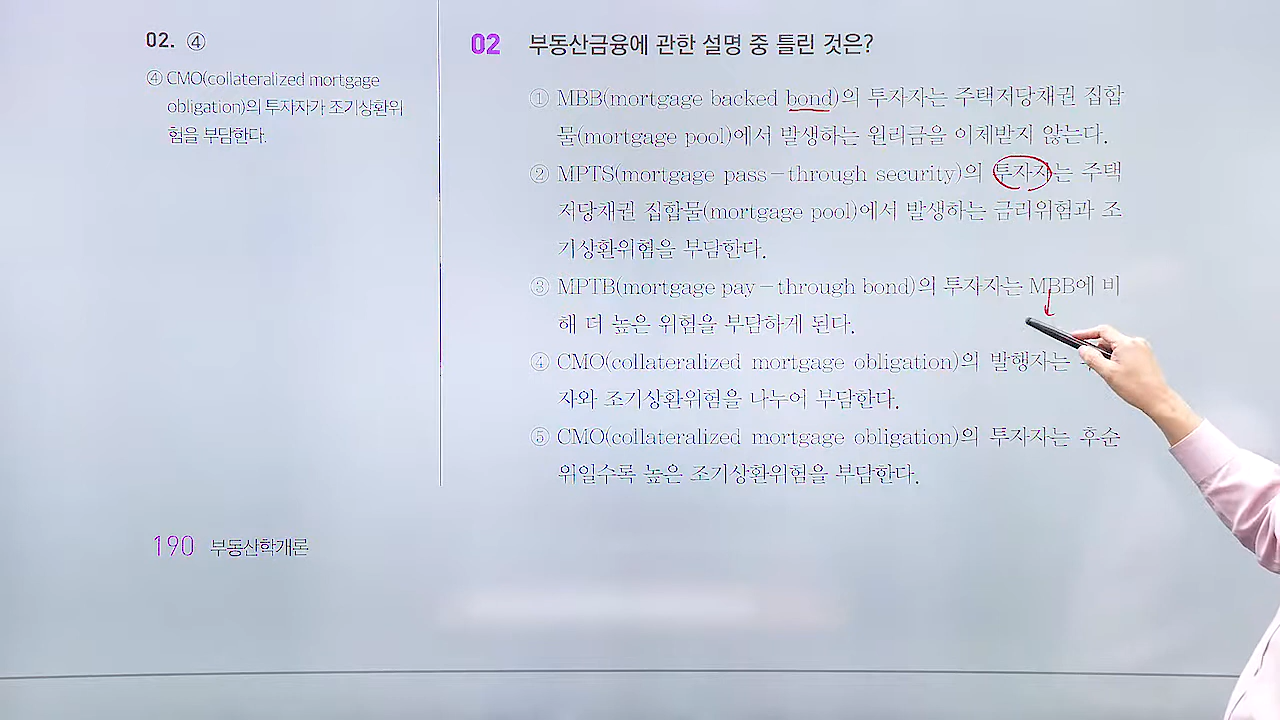 02. ④
④ CMO(collateralized mortgage
obligation)의 투자자가 조기상환위
험을 부담한다.
02 부동산금융에 관한 설명 중 틀린 것은?
① MBB(mortgage backed bond)의 투자자는 주택저당채권 집합
물(mortgage pool)에서 발생하는 원리금을 이체받지 않는다.
② MPTS(mortgage pass-through security)의 투자자는 주택
저당채권 집합물(mortgage pool)에서 발생하는 금리위험과 조
기상환위험을 부담한다.
③ MPTB(mortgage pay-through bond)의 투자자는 MBB에 비
해 더 높은 위험을 부담하게 된다.
④ CMO(collateralized mortgage obligation)의 발행자는
자와 조기상환위험을 나누어 부담한다.
⑤ CMO(collateralized mortgage obligation)의 투자자는 후순
위일수록 높은 조기상환위험을 부담한다.
190 부동산학개론